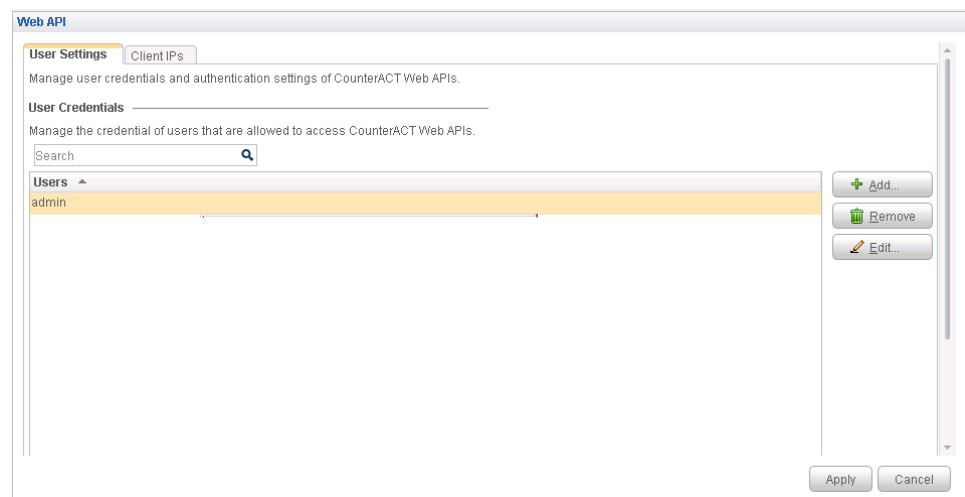 Web API
User Settings
Client IPs
Manage user credentials and authentication settings of CounterACT Web APIs.
User Credentials
Manage the credential of users that are allowed to access CounterACT Web APIs.
Search
Users
admin
Add...
Remove
Edit...
Apply
Cancel